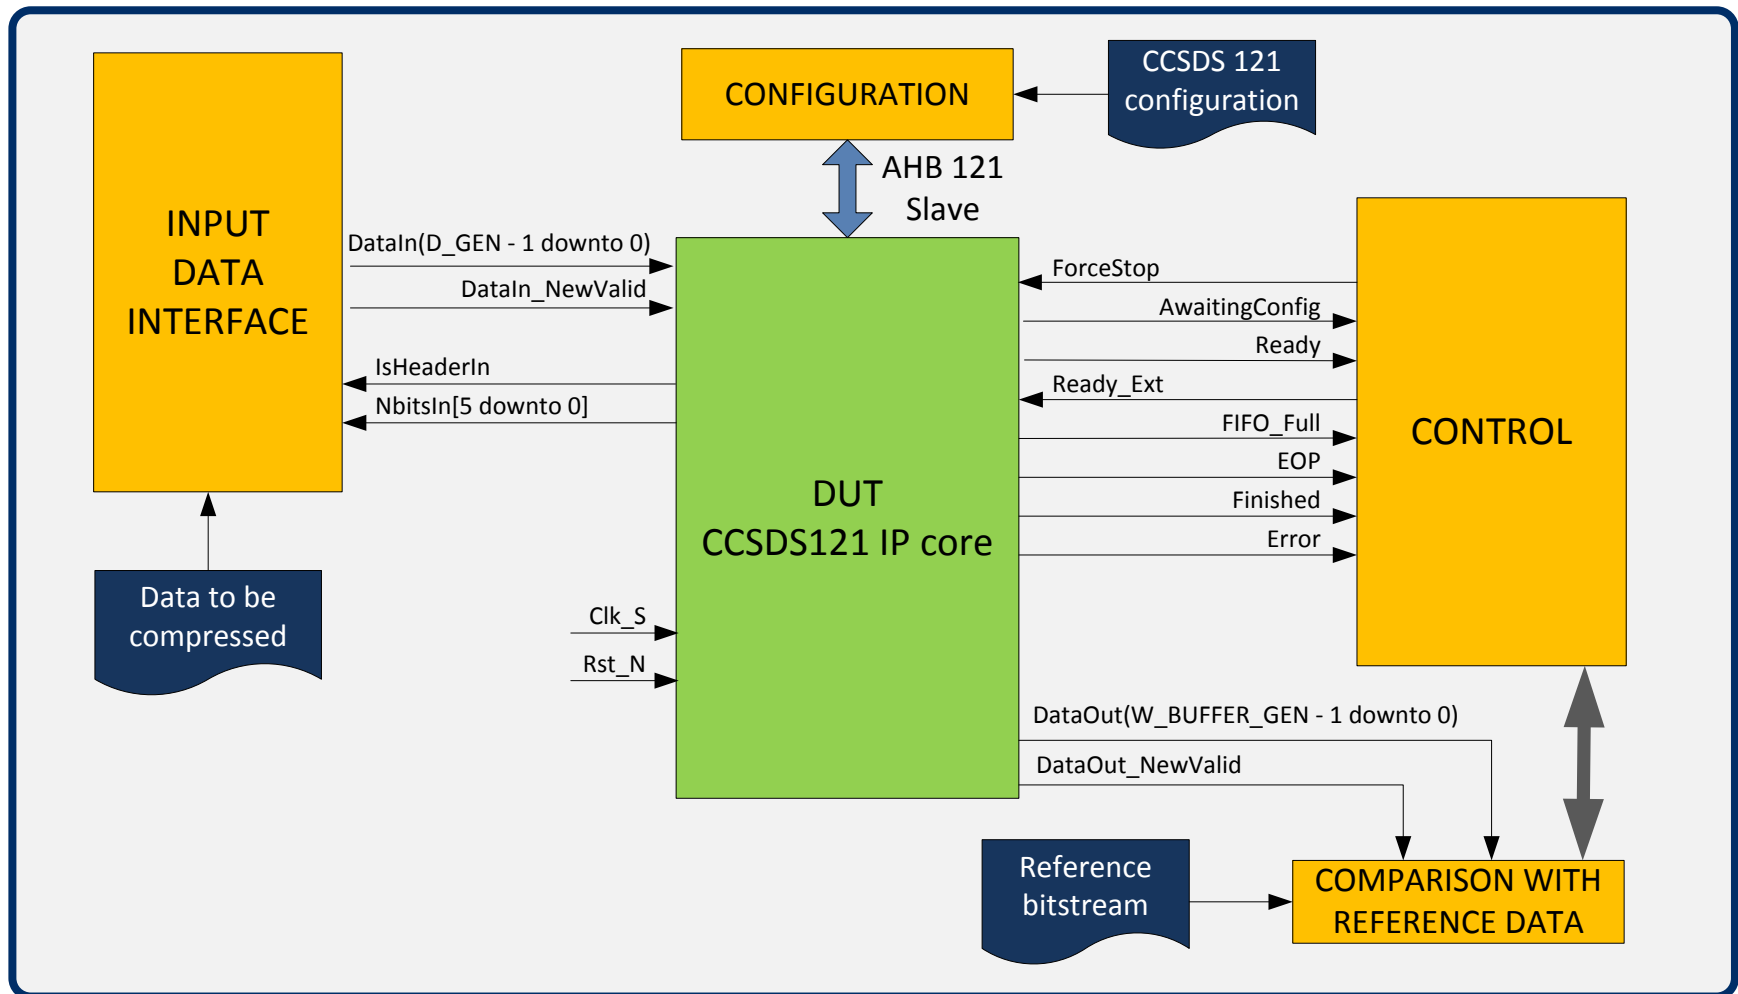 INPUT
DATA
INTERFACE
CONFIGURATION
CCSDS 121
configuration
AHB 121
Slave
DataIn(D_GEN - 1 downto 0)
DataIn_NewValid
IsHeaderIn
NbitsIn[5 downto 0]
ForceStop
AwaitingConfig
Ready
Ready_Ext
FIFO_Full
EOP
Finished
Error
CONTROL
DUT
CCSDS121 IP core
Data to be
compressed
Clk_S
Rst_N
DataOut(W_BUFFER_GEN - 1 downto 0)
DataOut_NewValid
Reference
bitstream
COMPARISON WITH
REFERENCE DATA